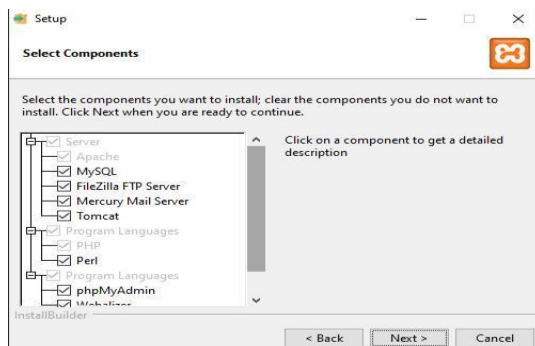 Setup
Select Components
Select the components you want to install; clear the components you do not want to
install. Click Next when you are ready to continue.
Server
Apache
MySQL
FileZilla FTP Server
Mercury Mail Server
Tomcat
Program Languages
PHP
Perl
Program Languages
phpMyAdmin
Webalizer
Click on a component to get a detailed
description
InstallBuilder
< Back
Next >
Cancel